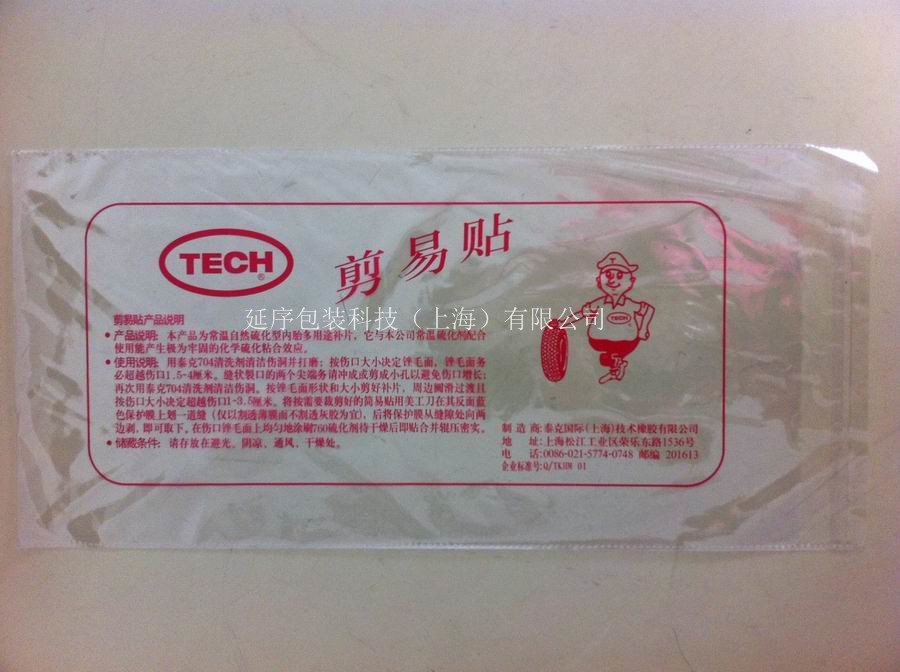 TECH
®
剪易贴
延序包装科技（上海）有限公司
TECH
剪易贴产品说明
• 产品说明: 本产品为常温自然硫化型内胎多用途补片，它与本公司常温硫化剂配合
使用能产生极为牢固的化学硫化粘合效应。
• 使用说明: 用泰克704清洗剂清洁伤洞并打磨; 按伤口大小决定锉毛面, 锉毛面务
必超越伤口1.5-4厘米。缝状裂口的两个尖端务请冲成或剪成小孔以避免伤口增长;
再次用泰克704清洗剂清洁伤洞。按锉毛面形状和大小剪好补片, 周边圆滑过渡且
按伤口大小决定超越伤口1-3.5厘米。将按需要裁剪好的简易贴用美工刀在其反面蓝
色保护膜上划一道缝 (仅以割透薄膜而不割透灰胶为宜), 后将保护膜从缝隙处向两
边剥, 即可取下。在伤口锉毛面上均匀地涂刷760硫化剂待干燥后即贴合并辊压密实。
• 储藏条件: 请存放在避光、阴凉、通风、干燥处。
制 造 商:泰克国际(上海)技术橡胶有限公司
地 址:上海松江工业区荣乐东路1536号
电 话:0086-021-5774-0748 邮编 201613
企业标准号:Q/TKHM 01